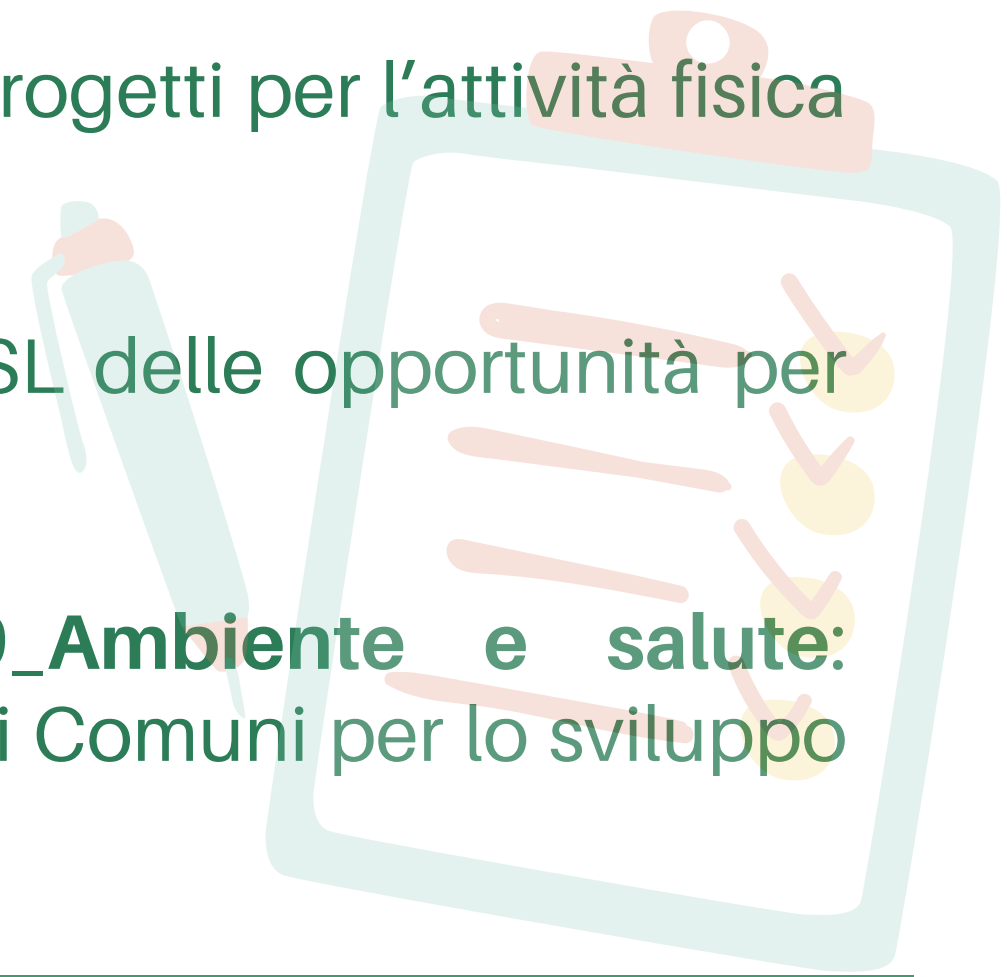 rogetti per l’attività fisica
SL delle opportunità per
_Ambiente e salute:
i Comuni per lo sviluppo